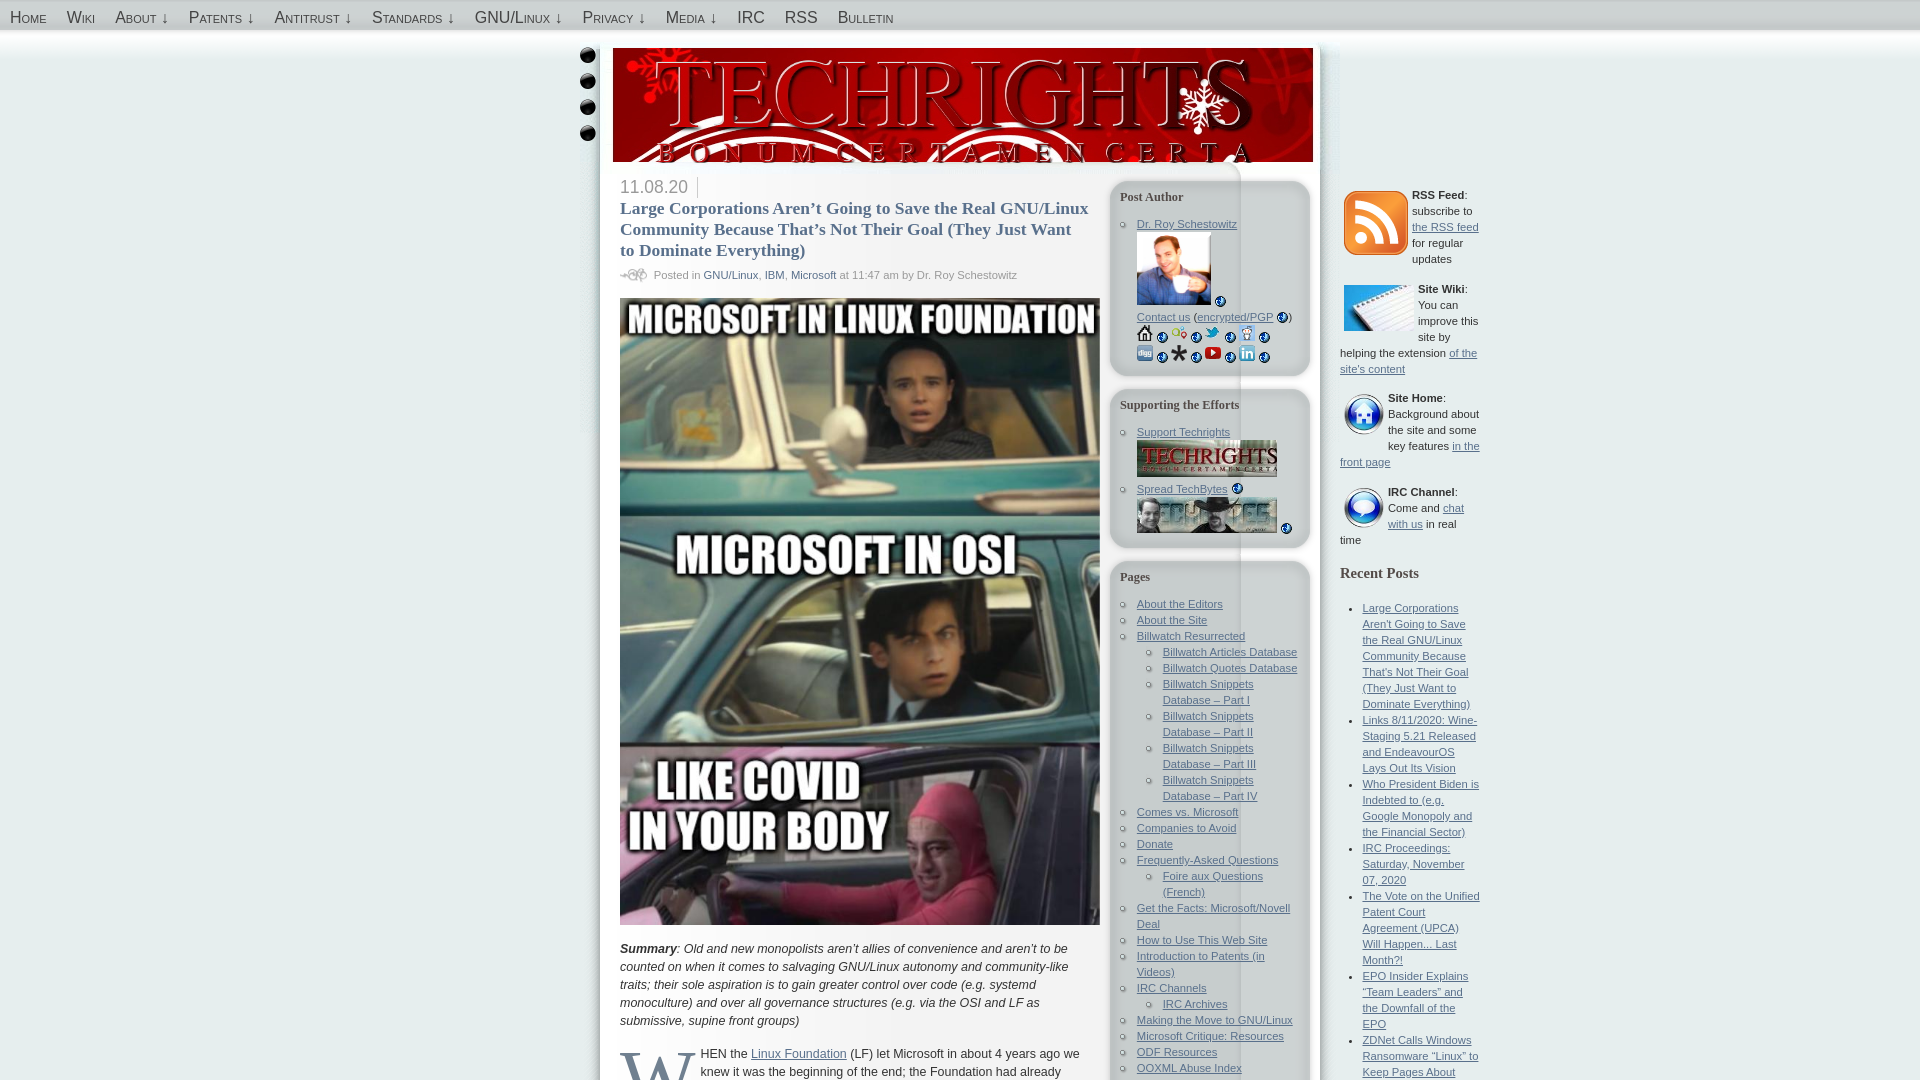 Home Wiki About ↓ Patents ↓ Antitrust ↓ Standards ↓ GNU/Linux ↓ Privacy ↓ Media ↓ IRC RSS Bulletin
TECHRIGHTS
BONUM CERTAMEN CERTA
11.08.20
Large Corporations Aren’t Going to Save the Real GNU/Linux
Community Because That’s Not Their Goal (They Just Want
to Dominate Everything)
Posted in GNU/Linux, IBM, Microsoft at 11:47 am by Dr. Roy Schestowitz
MICROSOFT IN LINUX FOUNDATION
MICROSOFT IN OSI
LIKE COVID
IN YOUR BODY
Summary: Old and new monopolists aren’t allies of convenience and aren’t to be
counted on when it comes to salvaging GNU/Linux autonomy and community-like
traits; their sole aspiration is to gain greater control over code (e.g. systemd
monoculture) and over all governance structures (e.g. via the OSI and LF as
submissive, supine front groups)
WHEN the Linux Foundation (LF) let Microsoft in about 4 years ago we
knew it was the beginning of the end; the Foundation had already
Post Author
Dr. Roy Schestowitz
Contact us (encrypted/PGP )
digg
in
Supporting the Efforts
Support Techrights
TECHRIGHTS
BONUM CERTAMEN CERTA
Spread TechBytes
Pages
About the Editors
About the Site
Billwatch Resurrected
Billwatch Articles Database
Billwatch Quotes Database
Billwatch Snippets
Database – Part I
Billwatch Snippets
Database – Part II
Billwatch Snippets
Database – Part III
Billwatch Snippets
Database – Part IV
Comes vs. Microsoft
Companies to Avoid
Donate
Frequently-Asked Questions
Foire aux Questions
(French)
Get the Facts: Microsoft/Novell
Deal
How to Use This Web Site
Introduction to Patents (in
Videos)
IRC Channels
IRC Archives
Making the Move to GNU/Linux
Microsoft Critique: Resources
ODF Resources
OOXML Abuse Index
RSS Feed:
subscribe to
the RSS feed
for regular
updates
Site Wiki:
You can
improve this
site by
helping the extension of the
site's content
Site Home:
Background about
the site and some
key features in the
front page
IRC Channel:
Come and chat
with us in real
time
Recent Posts
Large Corporations
Aren't Going to Save
the Real GNU/Linux
Community Because
That's Not Their Goal
(They Just Want to
Dominate Everything)
Links 8/11/2020: Wine-
Staging 5.21 Released
and EndeavourOS
Lays Out Its Vision
Who President Biden is
Indebted to (e.g.
Google Monopoly and
the Financial Sector)
IRC Proceedings:
Saturday, November
07, 2020
The Vote on the Unified
Patent Court
Agreement (UPCA)
Will Happen... Last
Month?!
EPO Insider Explains
“Team Leaders” and
the Downfall of the
EPO
ZDNet Calls Windows
Ransomware “Linux” to
Keep Pages About